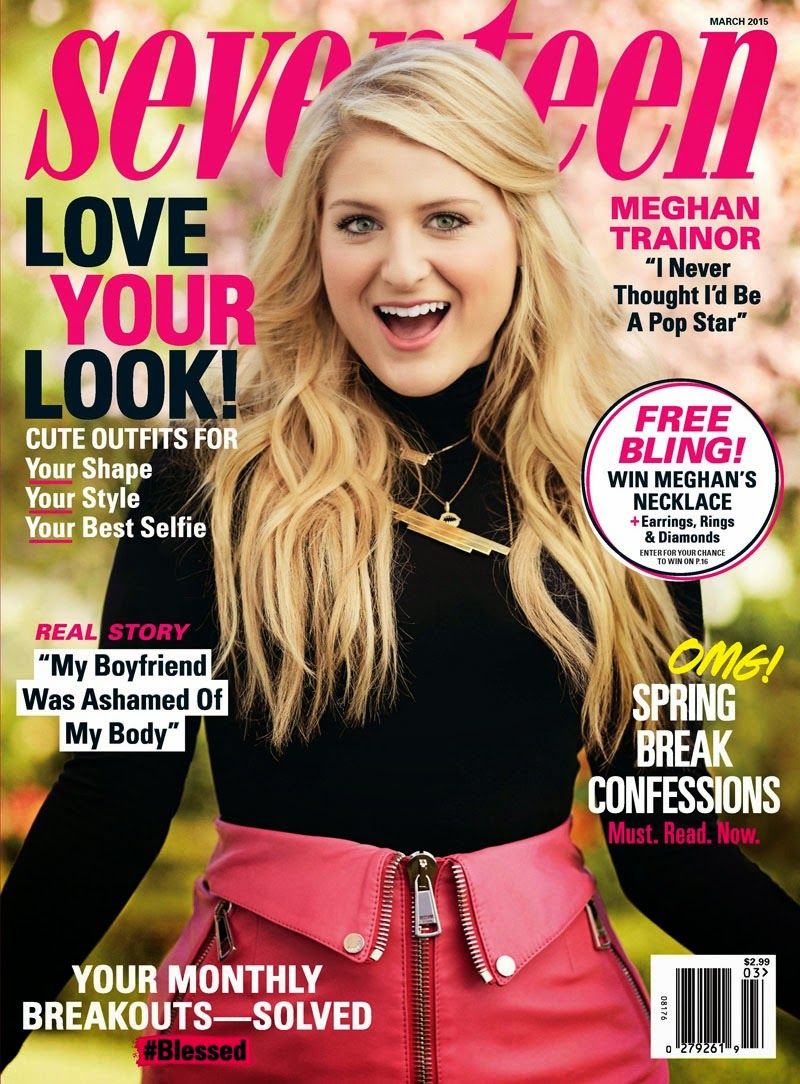 MARCH 2015
seventeen
LOVE
YOUR
LOOK!
CUTE OUTFITS FOR
Your Shape
Your Style
Your Best Selfie
MEGHAN
TRAINOR
“I Never
Thought I’d Be
A Pop Star”
FREE
BLING!
WIN MEGHAN’S
NECKLACE
+Earrings, Rings
& Diamonds
ENTER FOR YOUR CHANCE
TO WIN ON P.16
REAL STORY
“My Boyfriend
Was Ashamed Of
My Body”
OMG!
SPRING
BREAK
CONFESSIONS
Must. Read. Now.
YOUR MONTHLY
BREAKOUTS—SOLVED
#Blessed
$2.99
03>
08176
0 279261 9